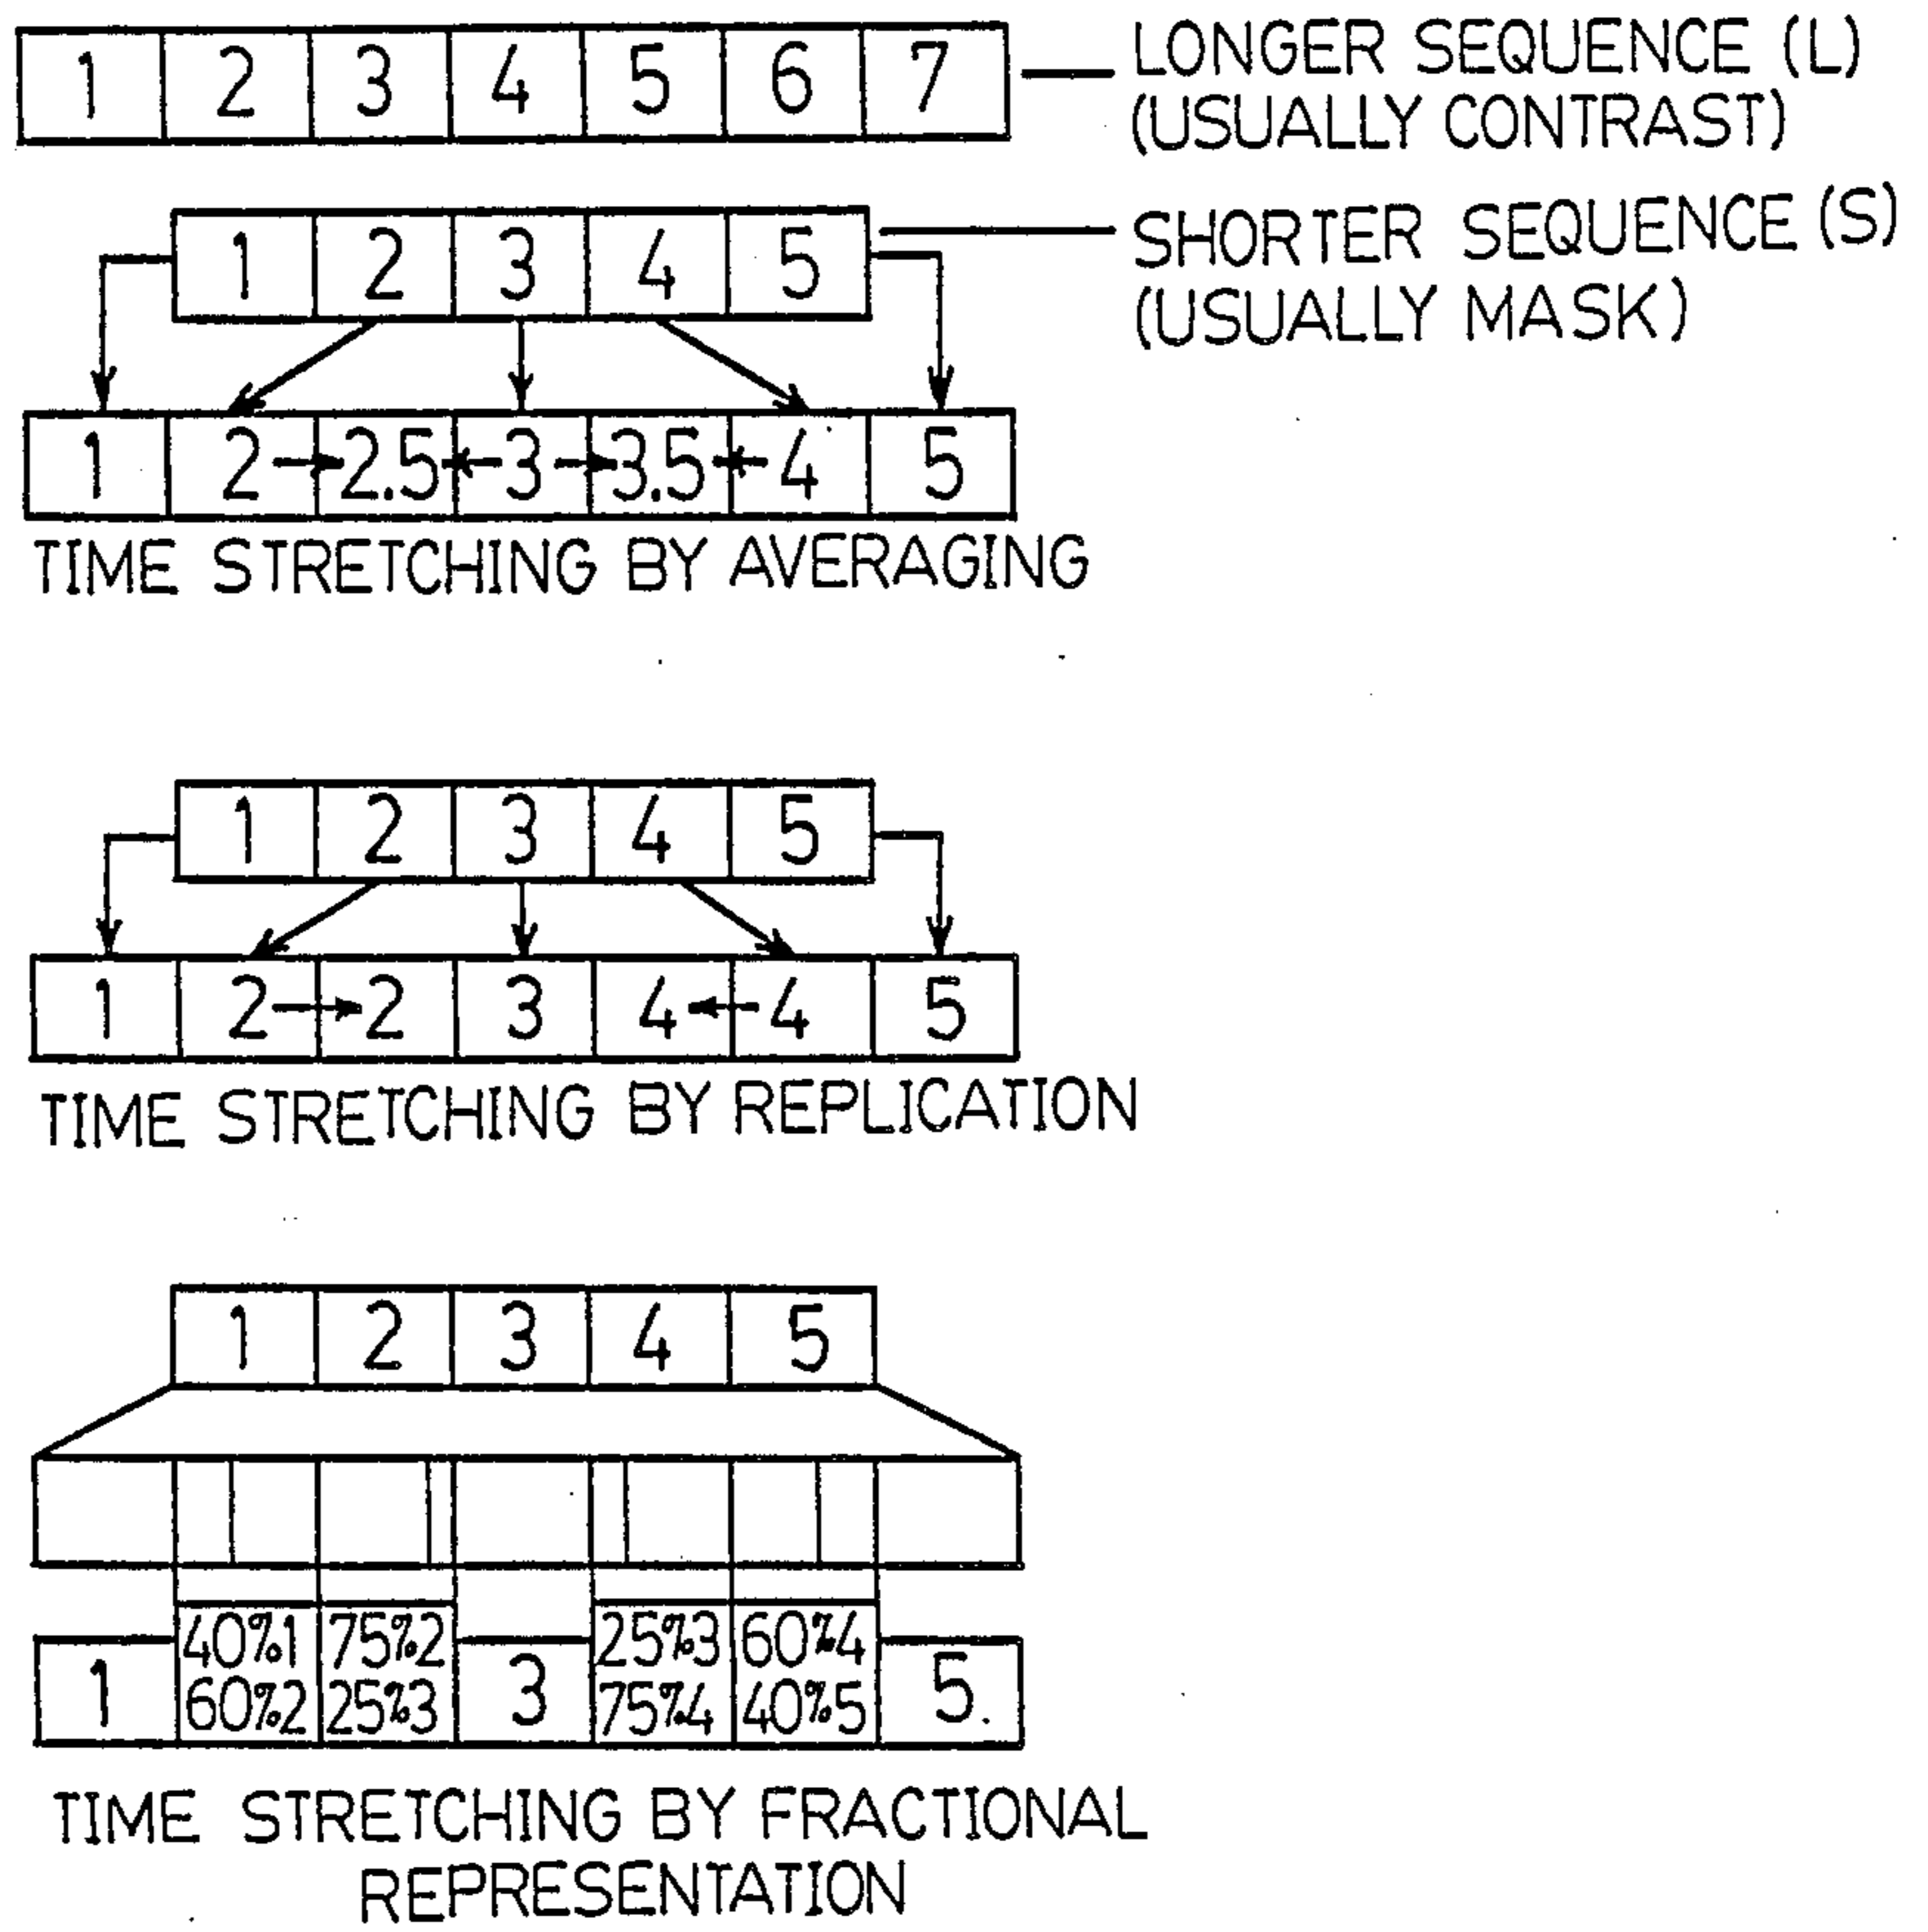 1 2 3 4 5 6 7
LONGER SEQUENCE (L)
(USUALLY CONTRAST)
1 2 3 4 5
SHORTER SEQUENCE (S)
(USUALLY MASK)
1 2 2.5 3 3.5 4 5
TIME STRETCHING BY AVERAGING
1 2 3 4 5
1 2 2 3 4 4 5
TIME STRETCHING BY REPLICATION
1 2 3 4 5
40%1 75%2 25%3 60%4
1 60%2 25%3 3 75%4 40%5 5.
TIME STRETCHING BY FRACTIONAL
REPRESENTATION